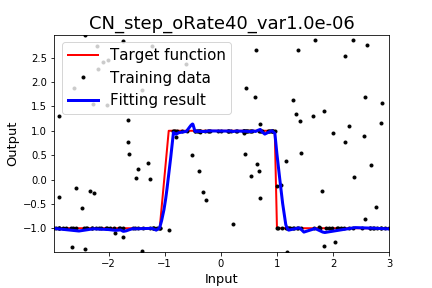 CN_step_oRate40_var1.0e-06
Target function
Training data
Fitting result
Output
2.5
2.0
1.5
1.0
0.5
0.0
−0.5
−1.0
−2
−1
0
1
2
3
Input